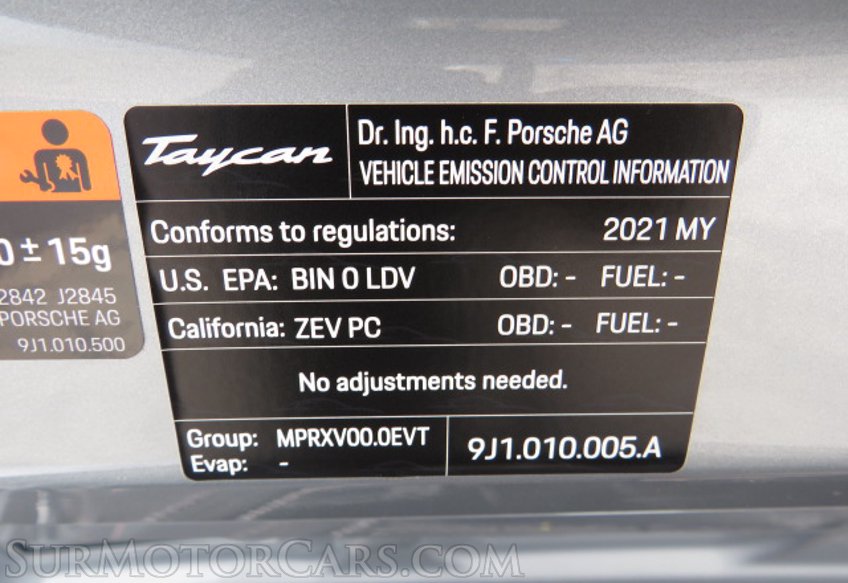 Taycan
Dr. Ing. h.c. F. Porsche AG
VEHICLE EMISSION CONTROL INFORMATION
Conforms to regulations: 2021 MY
U.S. EPA: BIN 0 LDV OBD: - FUEL: -
California: ZEV PC OBD: - FUEL: -
No adjustments needed.
Group: MPRXV00.0EVT
Evap: -
9J1.010.005.A
0 ± 15g
2842 J2845
PORSCHE AG
9J1.010.500
SURMOTORCARS.COM